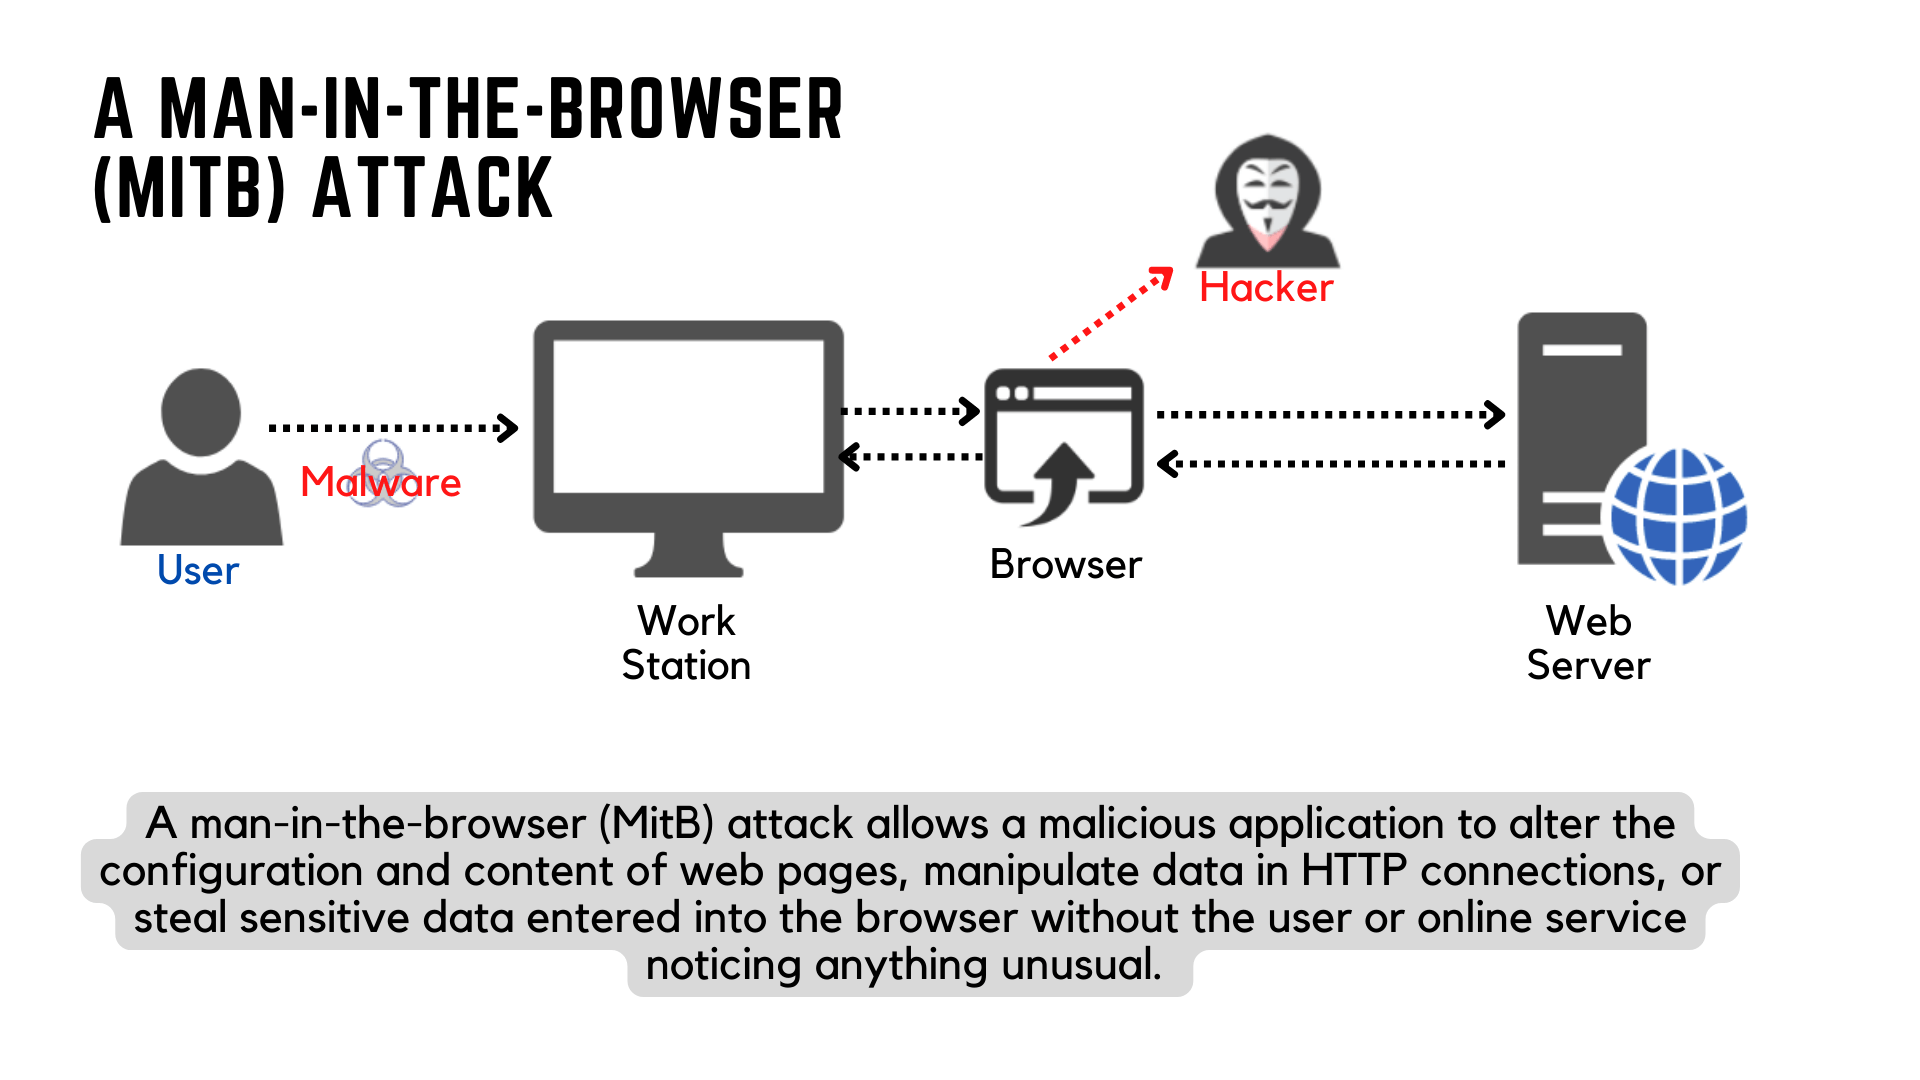 A MAN-IN-THE-BROWSER
(MITB) ATTACK
Hacker
Malware
User
Browser
Work
Station
Web
Server
A man-in-the-browser (MitB) attack allows a malicious application to alter the
configuration and content of web pages, manipulate data in HTTP connections, or
steal sensitive data entered into the browser without the user or online service
noticing anything unusual.